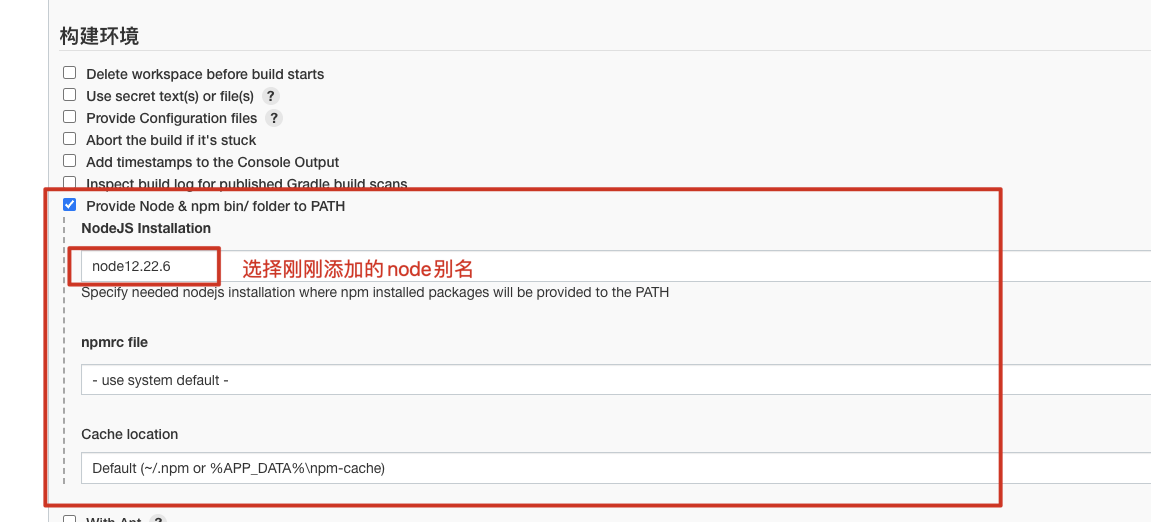 构建环境
Delete workspace before build starts
Use secret text(s) or file(s) ?
Provide Configuration files ?
Abort the build if it's stuck
Add timestamps to the Console Output
Inspect build log for published Gradle build scans
Provide Node & npm bin/ folder to PATH
NodeJS Installation
node12.22.6 选择刚刚添加的node别名
Specify needed nodejs installation where npm installed packages will be provided to the PATH
npmrc file
- use system default -
Cache location
Default (~/.npm or %APP_DATA%\npm-cache)
With Ant ?